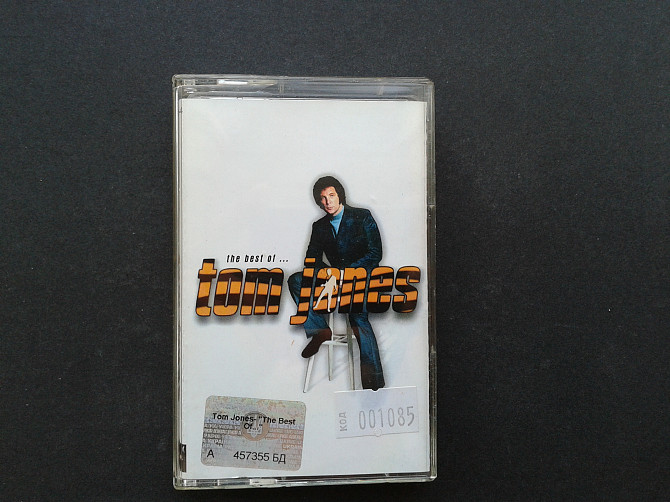 the best of ...
tom jones
Tom Jones-"The Best
Of..."
А 457355 БД
КОД 001085